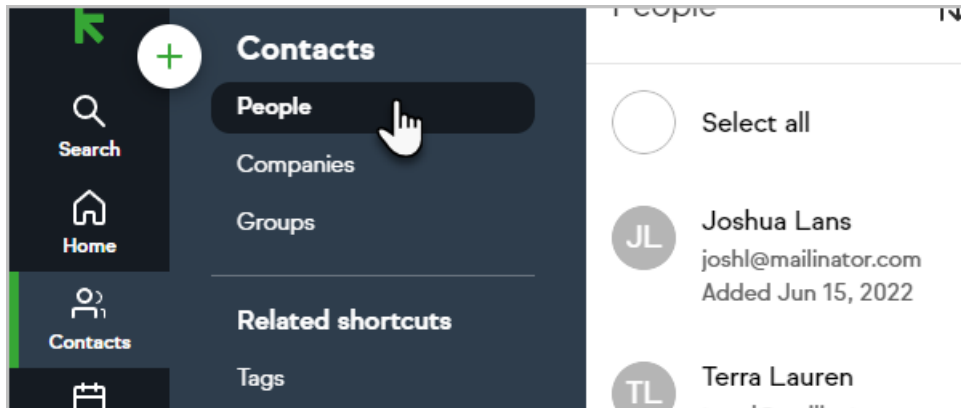 Search
Home
Contacts
Contacts
People
Companies
Groups
Related shortcuts
Tags
People
Select all
JL
Joshua Lans
joshl@mailinator.com
Added Jun 15, 2022
TL
Terra Lauren